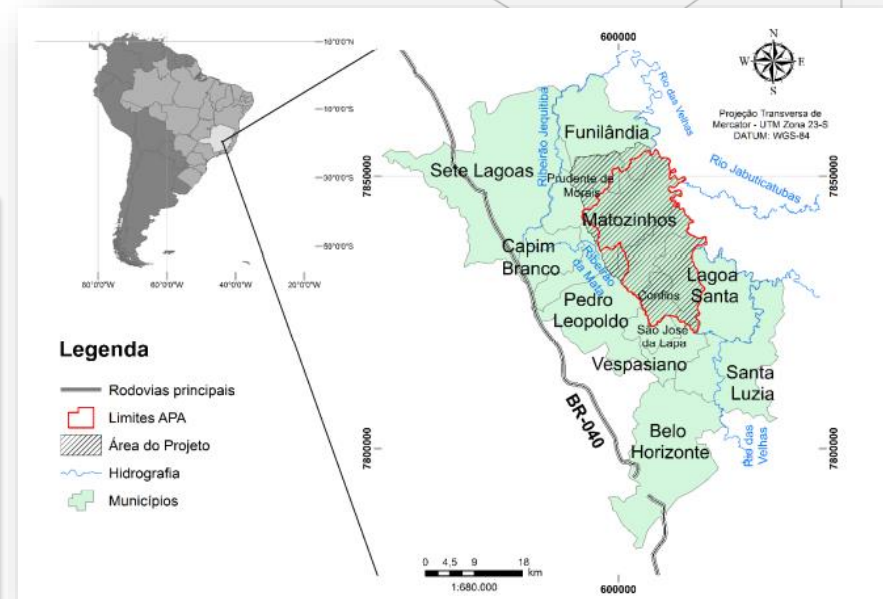 10°0'0"N
10°0'0"S
30°0'0"S
50°0'0"S
80°0'0"W
60°0'0"W
40°0'0"W
20°0'0"W
Legenda
Rodovias principais
Limites APA
Área do Projeto
Hidrografia
Municípios
600000
N
W
E
S
Projeção Transversa de
Mercator - UTM Zona 23-S
DATUM: WGS-84
7850000
7850000
Rio das Velhas
Rio Jabuticatubas
Ribeirão Jequitiba
Funilândia
Sete Lagoas
Prudente de
Morais
Matozinhos
Capim
Branco
Ribeirão
da Mata
Lagoa
Santa
Confins
Pedro
Leopoldo
São José
da Lapa
Vespasiano
Santa
Luzia
BR-040
Belo
Horizonte
Rio das
Velhas
7800000
7800000
0 4,5 9 18
km
1:680.000
600000